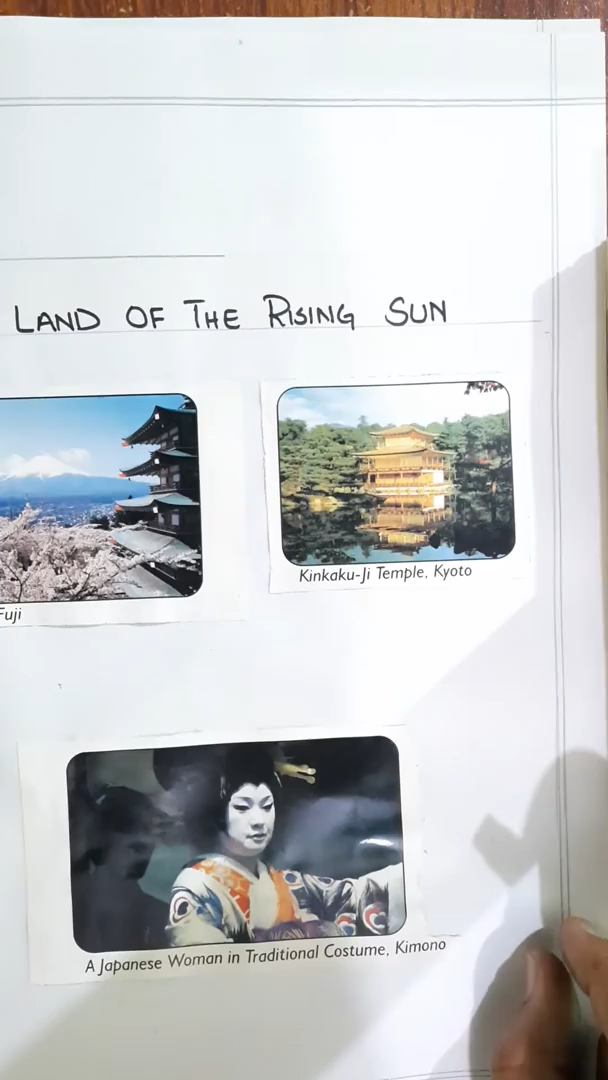 LAND OF THE RISING SUN
Fuji
Kinkaku-Ji Temple, Kyoto
A Japanese Woman in Traditional Costume, Kimono